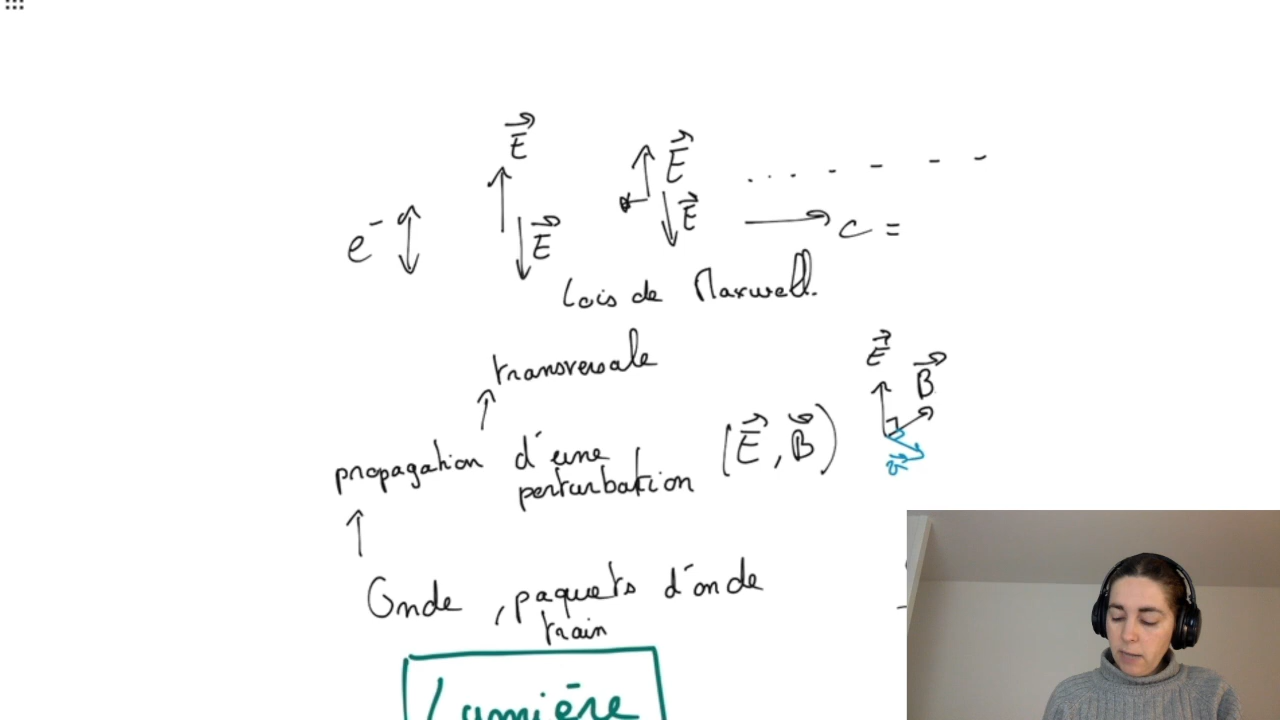 E
E
e⁻ E E
c =
Lois de Maxwell.
transversale
E
B
propagation d'une perturbation (E, B)
v
Onde, paquets d'onde
train
Lumière